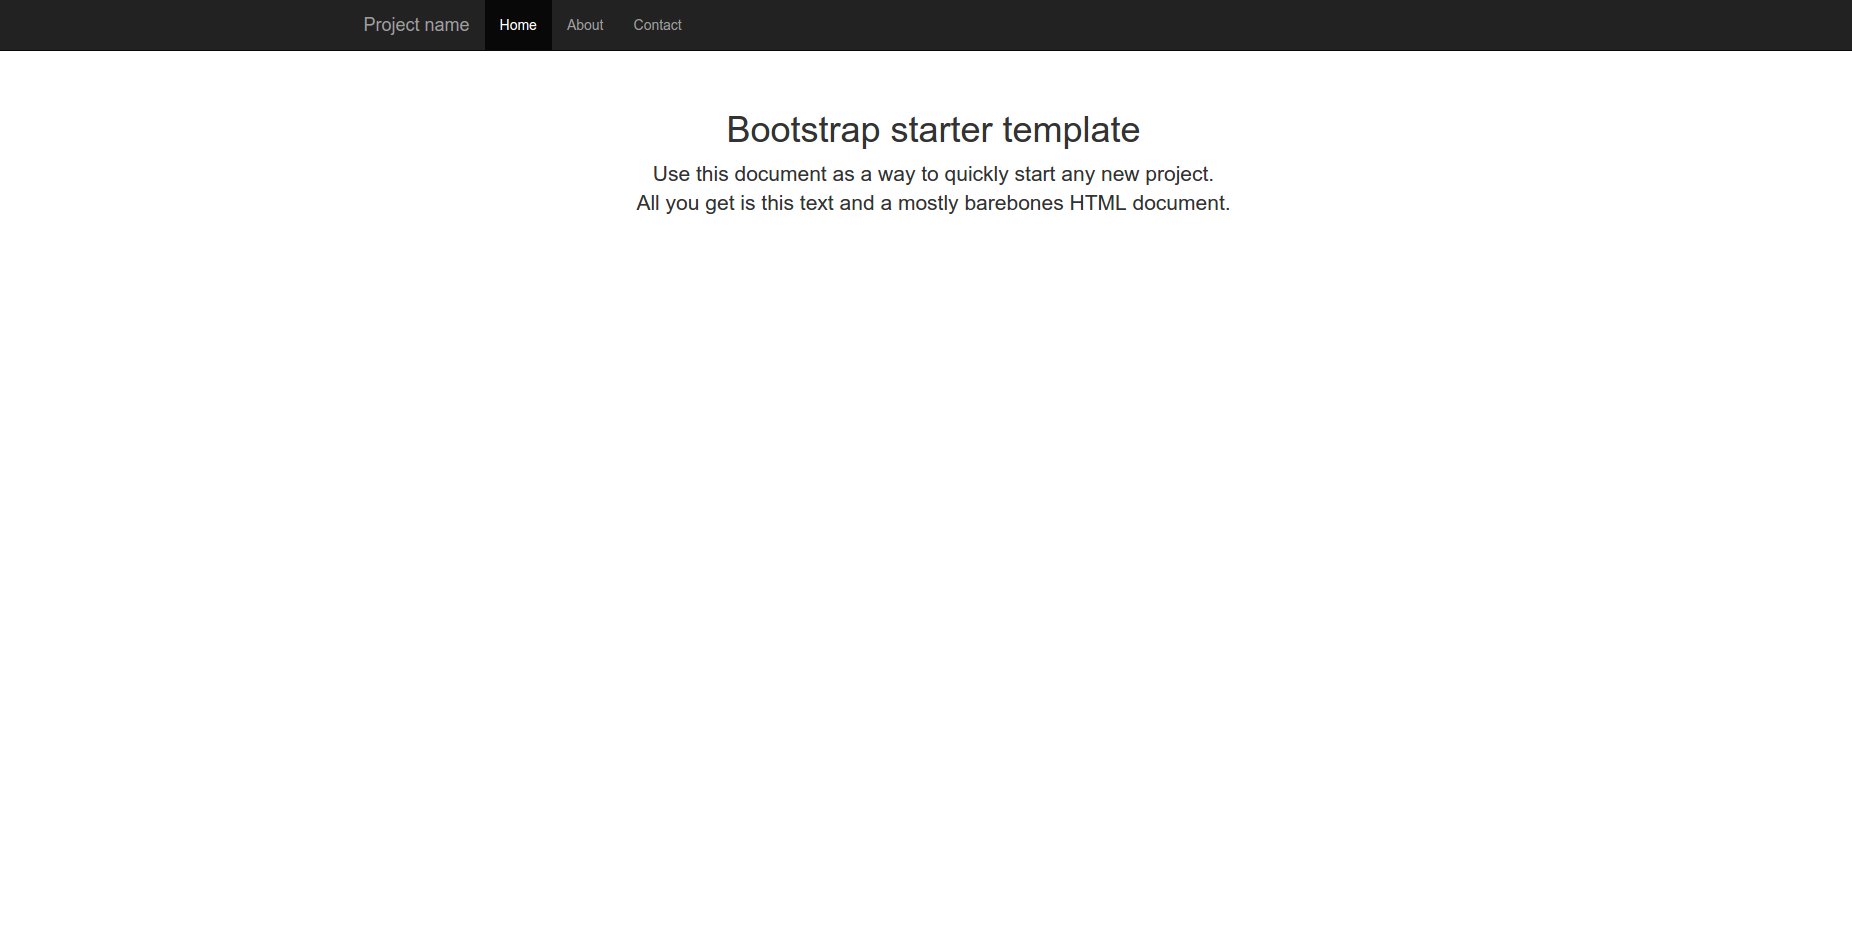 Project name Home About Contact
Bootstrap starter template
Use this document as a way to quickly start any new project.
All you get is this text and a mostly barebones HTML document.